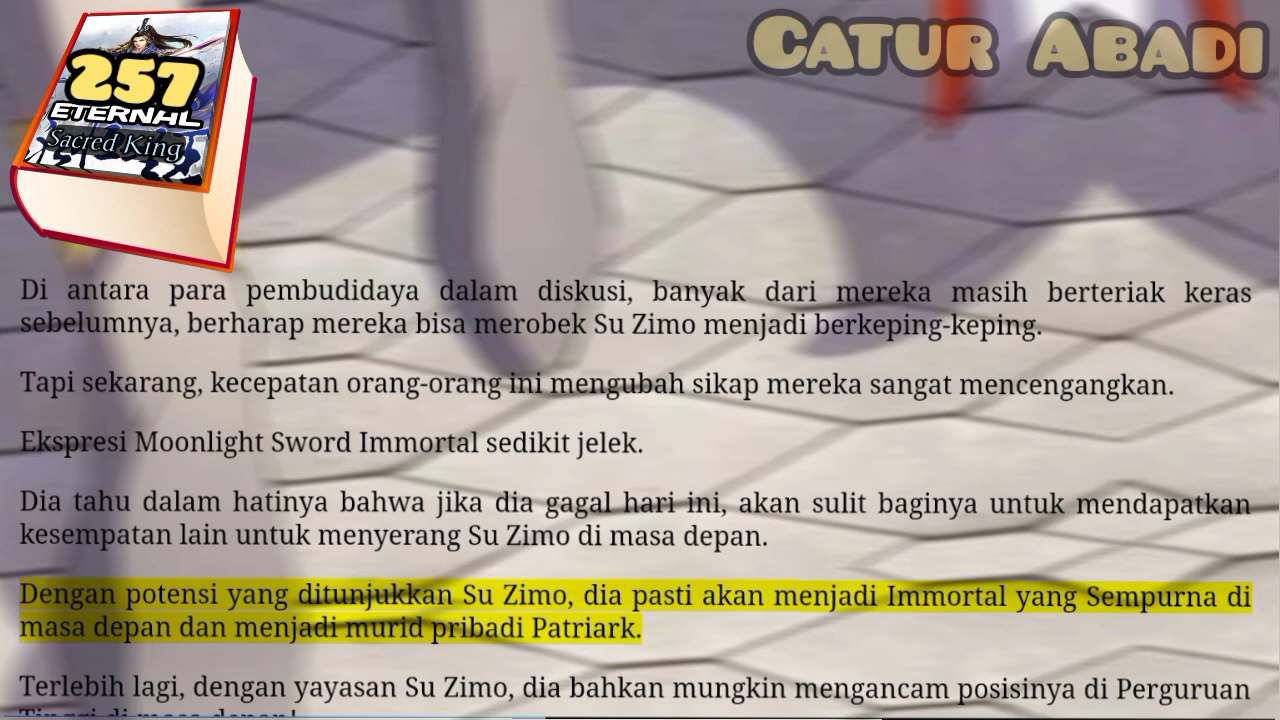 257
ETERNAL
Sacred King
CATUR ABADI
Di antara para pembudidaya dalam diskusi, banyak dari mereka masih berteriak keras
sebelumnya, berharap mereka bisa merobek Su Zimo menjadi berkeping-keping.
Tapi sekarang, kecepatan orang-orang ini mengubah sikap mereka sangat mencengangkan.
Ekspresi Moonlight Sword Immortal sedikit jelek.
Dia tahu dalam hatinya bahwa jika dia gagal hari ini, akan sulit baginya untuk mendapatkan
kesempatan lain untuk menyerang Su Zimo di masa depan.
Dengan potensi yang ditunjukkan Su Zimo, dia pasti akan menjadi Immortal yang Sempurna di
masa depan dan menjadi murid pribadi Patriark.
Terlebih lagi, dengan yayasan Su Zimo, dia bahkan mungkin mengancam posisinya di Perguruan
Tinggi di masa depan!